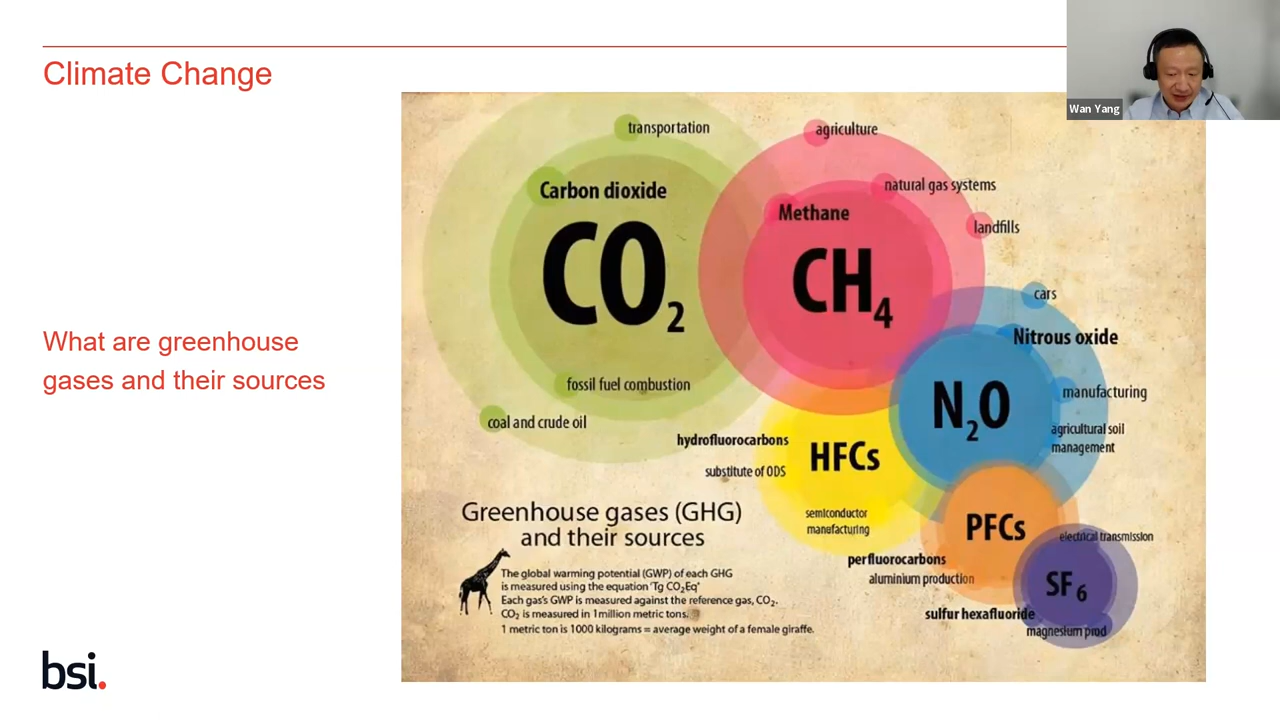 Climate Change
Wan Yang
What are greenhouse
gases and their sources
transportation
Carbon dioxide
CO2
fossil fuel combustion
coal and crude oil
agriculture
natural gas systems
Methane
landfills
CH4
cars
Nitrous oxide
N2O
manufacturing
agricultural soil
management
hydrofluorocarbons
HFCs
substitute of ODS
semiconductor
manufacturing
PFCs
perfluorocarbons
aluminium production
electrical transmission
SF6
sulfur hexafluoride
magnesium prod
Greenhouse gases (GHG)
and their sources
The global warming potential (GWP) of each GHG
is measured using the equation 'Tg CO2Eq'
Each gas's GWP is measured against the reference gas, CO2.
CO2 is measured in 1million metric tons.
1 metric ton is 1000 kilograms = average weight of a female giraffe.
bsi.